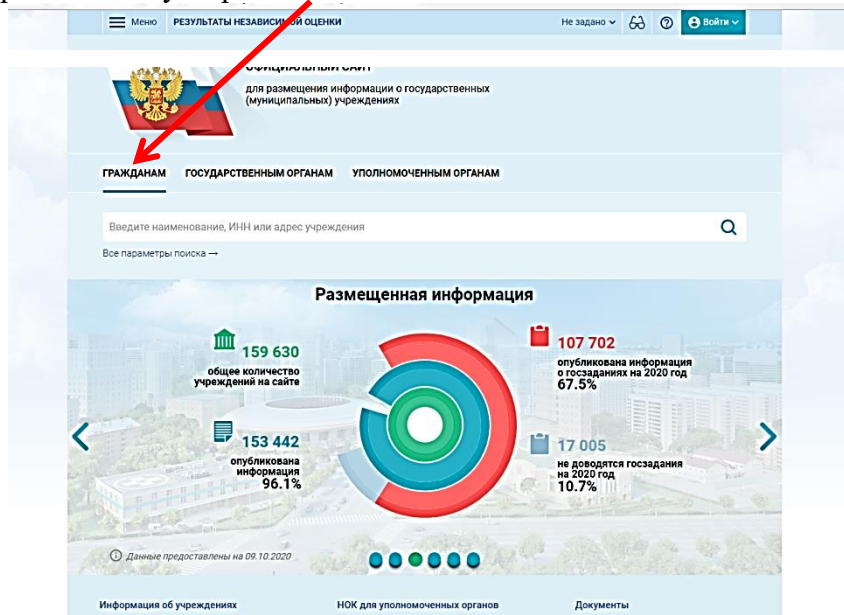 Меню РЕЗУЛЬТАТЫ НЕЗАВИСИМОЙ ОЦЕНКИ Не задано Войти
ОФИЦИАЛЬНЫЙ САЙТ
для размещения информации о государственных
(муниципальных) учреждениях
ГРАЖДАНАМ ГОСУДАРСТВЕННЫМ ОРГАНАМ УПОЛНОМОЧЕННЫМ ОРГАНАМ
Введите наименование, ИНН или адрес учреждения
Все параметры поиска →
Размещенная информация
159 630
общее количество
учреждений на сайте
153 442
опубликована
информация
96.1%
107 702
опубликована информация
о госзаданиях на 2020 год
67.5%
17 005
не доводятся госзадания
на 2020 год
10.7%
Данные предоставлены на 09.10.2020
Информация об учреждениях НОК для уполномоченных органов Документы